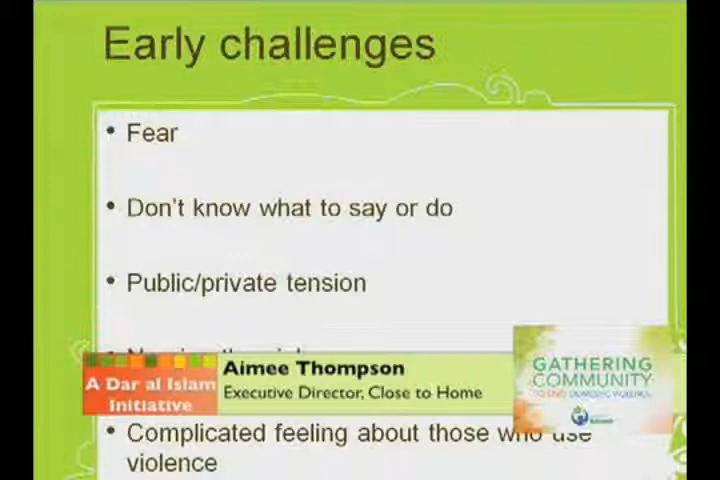 Early challenges
• Fear
• Don't know what to say or do
• Public/private tension
Aimee Thompson
Executive Director, Close to Home
A Dar al Islam
Initiative
GATHERING
COMMUNITY
TO END DOMESTIC VIOLENCE
• Complicated feeling about those who use
violence